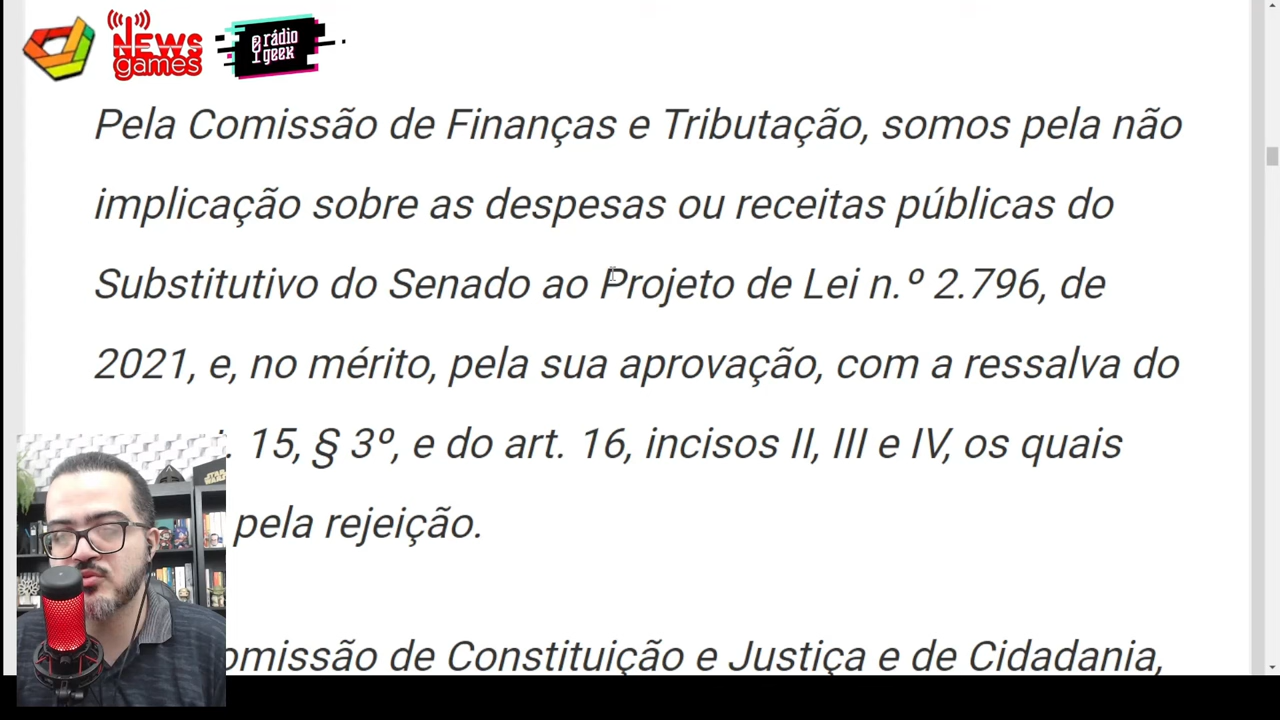 NEWS
games
rádio
geek
Pela Comissão de Finanças e Tributação, somos pela não
implicação sobre as despesas ou receitas públicas do
Substitutivo do Senado ao Projeto de Lei n.º 2.796, de
2021, e, no mérito, pela sua aprovação, com a ressalva do
15, § 3º, e do art. 16, incisos II, III e IV, os quais
pela rejeição.
omissão de Constituição e Justiça e de Cidadania,